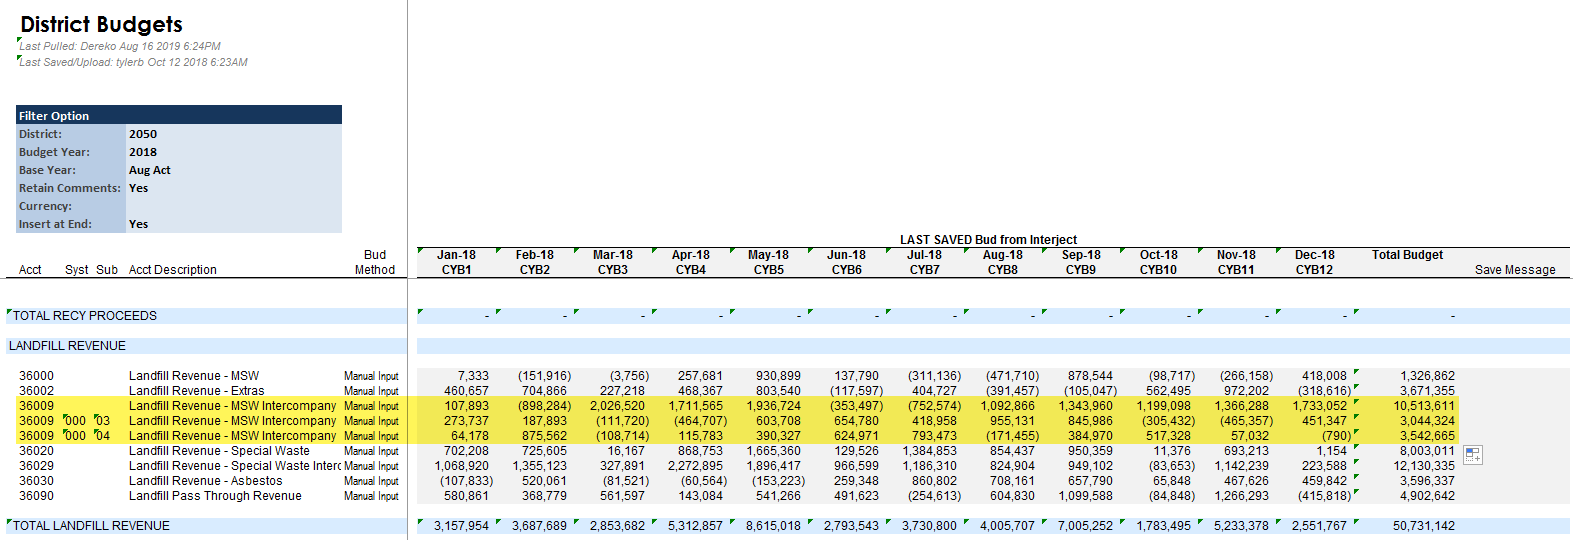 District Budgets
Last Pulled: Dereko Aug 16 2019 6:24PM
Last Saved/Upload: tylerb Oct 12 2018 6:23AM
Filter Option
District: 2050
Budget Year: 2018
Base Year: Aug Act
Retain Comments: Yes
Currency:
Insert at End: Yes
LAST SAVED Bud from Interject
Bud Jan-18 Feb-18 Mar-18 Apr-18 May-18 Jun-18 Jul-18 Aug-18 Sep-18 Oct-18 Nov-18 Dec-18 Total Budget
Acct Syst Sub Acct Description Method CYB1 CYB2 CYB3 CYB4 CYB5 CYB6 CYB7 CYB8 CYB9 CYB10 CYB11 CYB12 Save Message
TOTAL RECY PROCEEDS - - - - - - - - - - - - -
LANDFILL REVENUE
36000 Landfill Revenue - MSW Manual Input 7,333 (151,916) (3,756) 257,681 930,899 137,790 (311,136) (471,710) 878,544 (98,717) (266,158) 418,008 1,326,862
36002 Landfill Revenue - Extras Manual Input 460,657 704,866 227,218 468,367 803,540 (117,597) 404,727 (391,457) (105,047) 562,495 972,202 (318,616) 3,671,355
36009 Landfill Revenue - MSW Intercompany Manual Input 107,893 (898,284) 2,026,520 1,711,565 1,936,724 (353,497) (752,574) 1,092,866 1,343,960 1,199,098 1,366,288 1,733,052 10,513,611
36009 000 03 Landfill Revenue - MSW Intercompany Manual Input 273,737 187,893 (111,720) (464,707) 603,708 654,780 418,958 955,131 845,986 (305,432) (465,357) 451,347 3,044,324
36009 000 04 Landfill Revenue - MSW Intercompany Manual Input 64,178 875,562 (108,714) 115,783 390,327 624,971 793,473 (171,455) 384,970 517,328 57,032 (790) 3,542,665
36020 Landfill Revenue - Special Waste Manual Input 702,208 725,605 16,167 868,753 1,665,360 129,526 1,384,853 854,437 950,359 11,376 693,213 1,154 8,003,011
36029 Landfill Revenue - Special Waste Interc Manual Input 1,068,920 1,355,123 327,891 2,272,895 1,896,417 966,599 1,186,310 824,904 949,102 (83,653) 1,142,239 223,588 12,130,335
36030 Landfill Revenue - Asbestos Manual Input (107,833) 520,061 (81,521) (60,564) (153,223) 259,348 860,802 708,161 657,790 65,848 467,626 459,842 3,596,337
36090 Landfill Pass Through Revenue Manual Input 580,861 368,779 561,597 143,084 541,266 491,623 (254,613) 604,830 1,099,588 (84,848) 1,266,293 (415,818) 4,902,642
TOTAL LANDFILL REVENUE 3,157,954 3,687,689 2,853,682 5,312,857 8,615,018 2,793,543 3,730,800 4,005,707 7,005,252 1,783,495 5,233,378 2,551,767 50,731,142